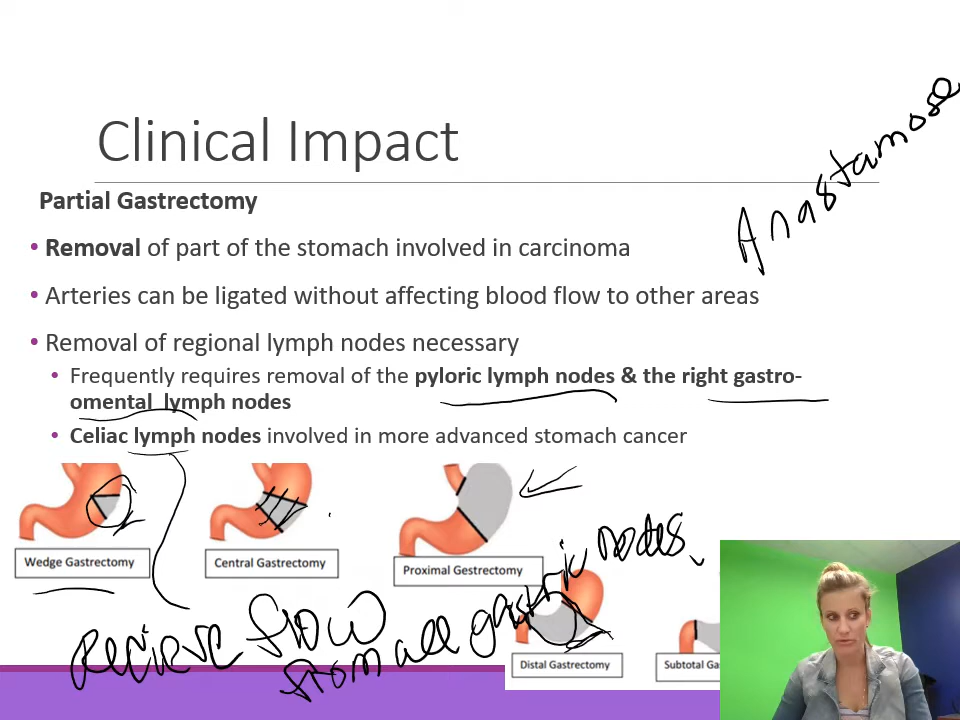 Clinical Impact
Anastamose
Partial Gastrectomy
• Removal of part of the stomach involved in carcinoma
• Arteries can be ligated without affecting blood flow to other areas
• Removal of regional lymph nodes necessary
• Frequently requires removal of the pyloric lymph nodes & the right gastro-
omental lymph nodes
• Celiac lymph nodes involved in more advanced stomach cancer
Wedge Gastrectomy
Central Gastrectomy
Proximal Gestrectomy
Recieve flow
from all gastric nodes
Distal Gastrectomy
Subtotal Gas